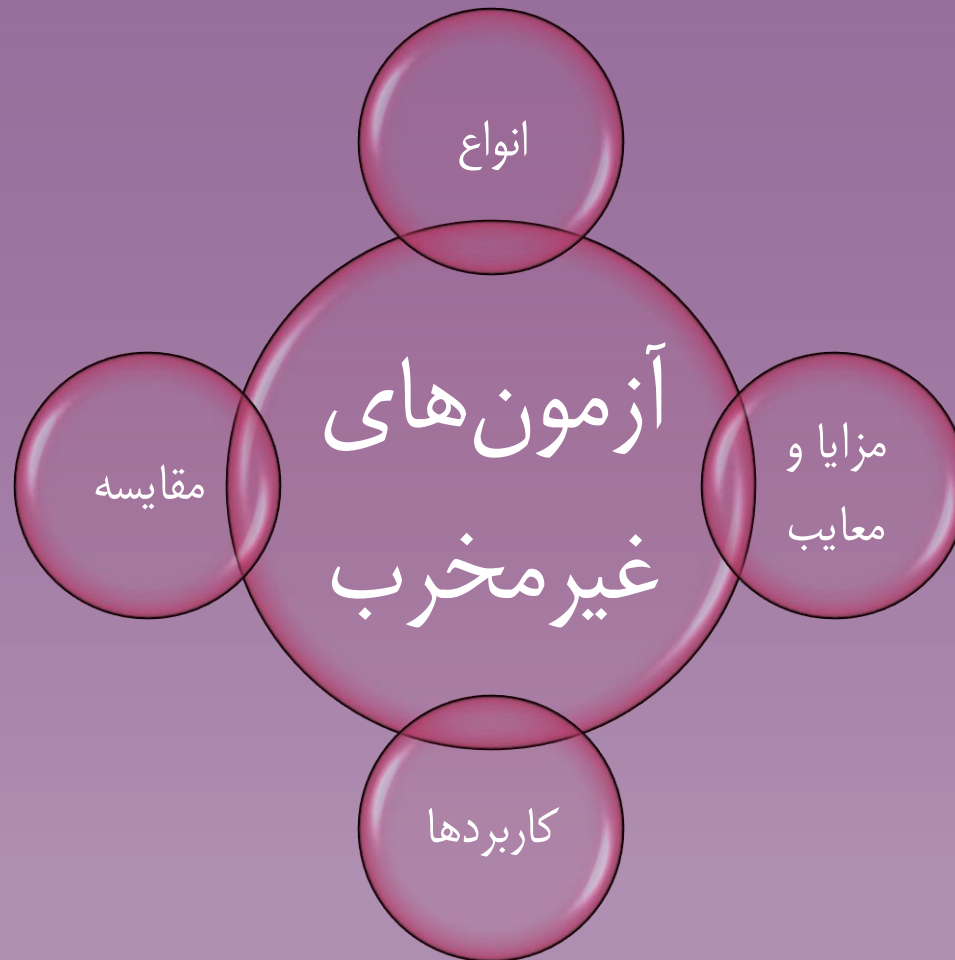 انواع
آزمون‌های
غیرمخرب
مزایا و
معایب
مقایسه
کاربردها